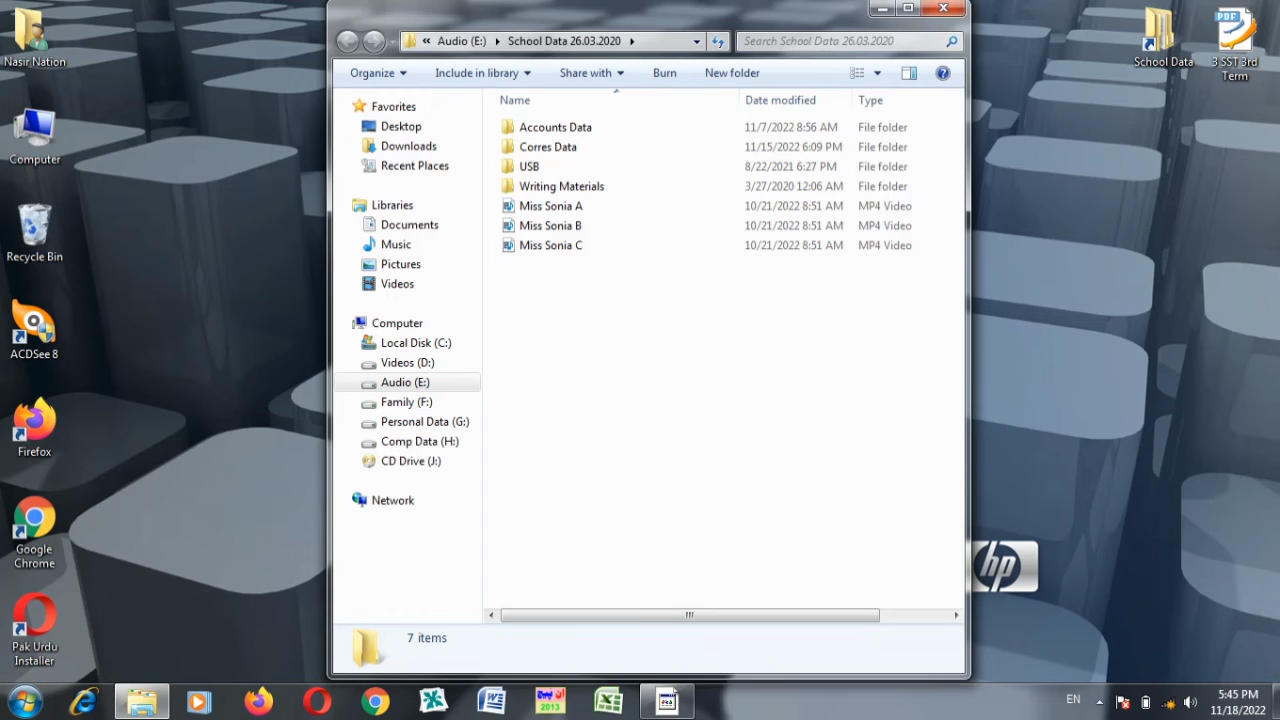 Nasir Nation
Computer
Recycle Bin
ACDSee 8
Firefox
Google
Chrome
Pak Urdu
Installer
School Data
3 SST 3rd
Term
PDF
« Audio (E:) ▸ School Data 26.03.2020 ▸
Search School Data 26.03.2020
Organize Include in library Share with Burn New folder
Favorites
Desktop
Downloads
Recent Places
Libraries
Documents
Music
Pictures
Videos
Computer
Local Disk (C:)
Videos (D:)
Audio (E:)
Family (F:)
Personal Data (G:)
Comp Data (H:)
CD Drive (J:)
Network
Name Date modified Type
Accounts Data 11/7/2022 8:56 AM File folder
Corres Data 11/15/2022 6:09 PM File folder
USB 8/22/2021 6:27 PM File folder
Writing Materials 3/27/2020 12:06 AM File folder
Miss Sonia A 10/21/2022 8:51 AM MP4 Video
Miss Sonia B 10/21/2022 8:51 AM MP4 Video
Miss Sonia C 10/21/2022 8:51 AM MP4 Video
7 items
hp
2013
EN
5:45 PM
11/18/2022